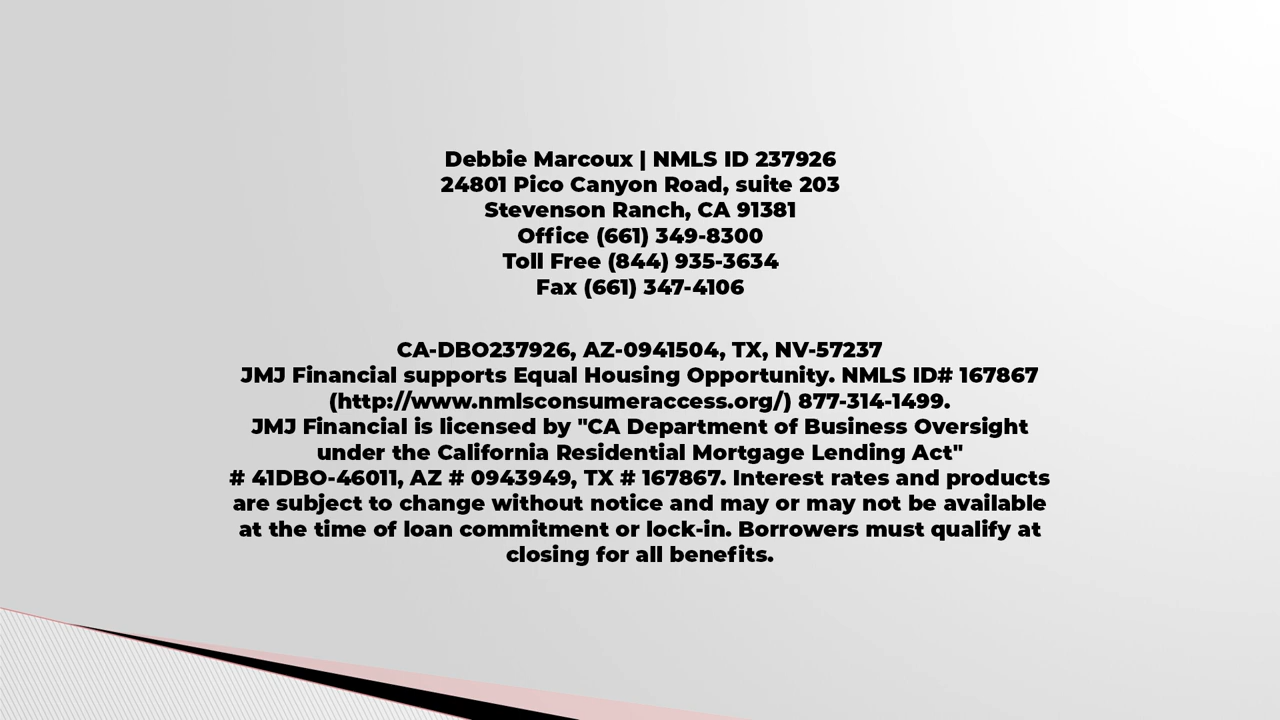 Debbie Marcoux | NMLS ID 237926
24801 Pico Canyon Road, suite 203
Stevenson Ranch, CA 91381
Office (661) 349-8300
Toll Free (844) 935-3634
Fax (661) 347-4106
CA-DBO237926, AZ-0941504, TX, NV-57237
JMJ Financial supports Equal Housing Opportunity. NMLS ID# 167867
(http://www.nmlsconsumeraccess.org/) 877-314-1499.
JMJ Financial is licensed by "CA Department of Business Oversight
under the California Residential Mortgage Lending Act"
# 41DBO-46011, AZ # 0943949, TX # 167867. Interest rates and products
are subject to change without notice and may or may not be available
at the time of loan commitment or lock-in. Borrowers must qualify at
closing for all benefits.